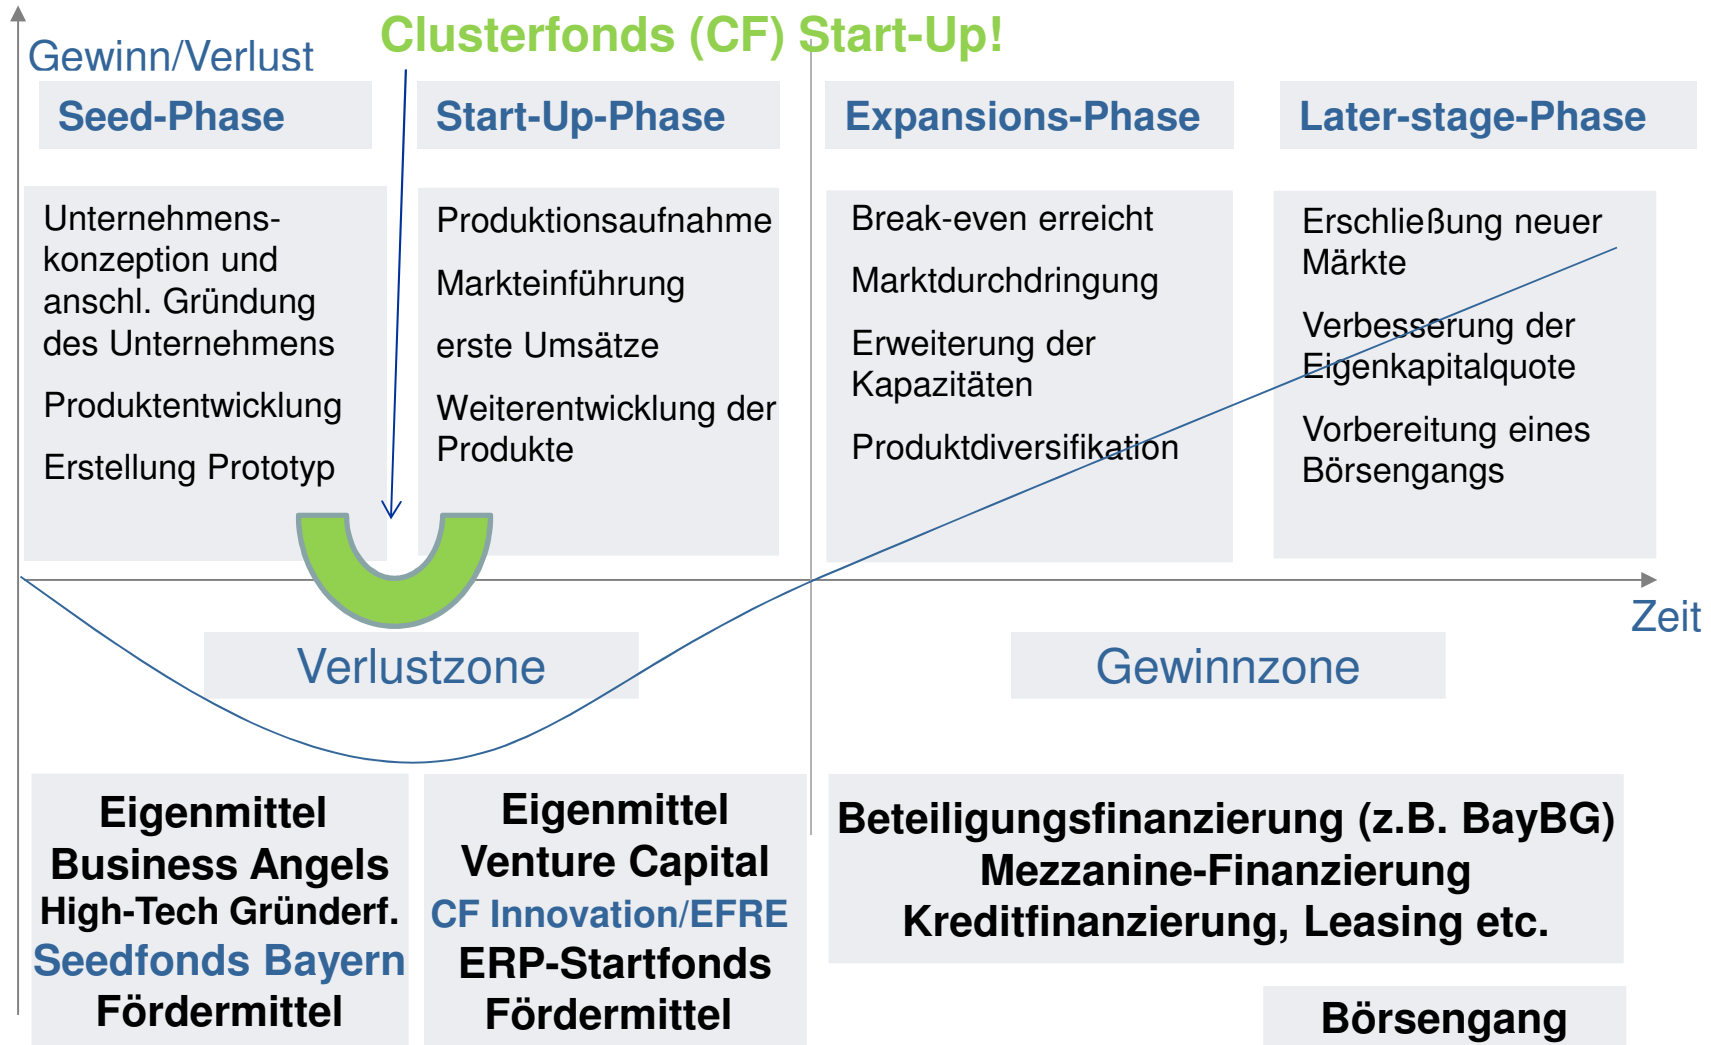 Clusterfonds (CF) Start-Up!
Gewinn/Verlust
Seed-Phase
Start-Up-Phase
Expansions-Phase
Later-stage-Phase
Unternehmens-
konzeption und
anschl. Gründung
des Unternehmens
Produktentwicklung
Erstellung Prototyp
Produktionsaufnahme
Markteinführung
erste Umsätze
Weiterentwicklung der
Produkte
Break-even erreicht
Marktdurchdringung
Erweiterung der
Kapazitäten
Produktdiversifikation
Erschließung neuer
Märkte
Verbesserung der
Eigenkapitalquote
Vorbereitung eines
Börsengangs
Zeit
Verlustzone
Gewinnzone
Eigenmittel
Business Angels
High-Tech Gründerf.
Seedfonds Bayern
Fördermittel
Eigenmittel
Venture Capital
CF Innovation/EFRE
ERP-Startfonds
Fördermittel
Beteiligungsfinanzierung (z.B. BayBG)
Mezzanine-Finanzierung
Kreditfinanzierung, Leasing etc.
Börsengang